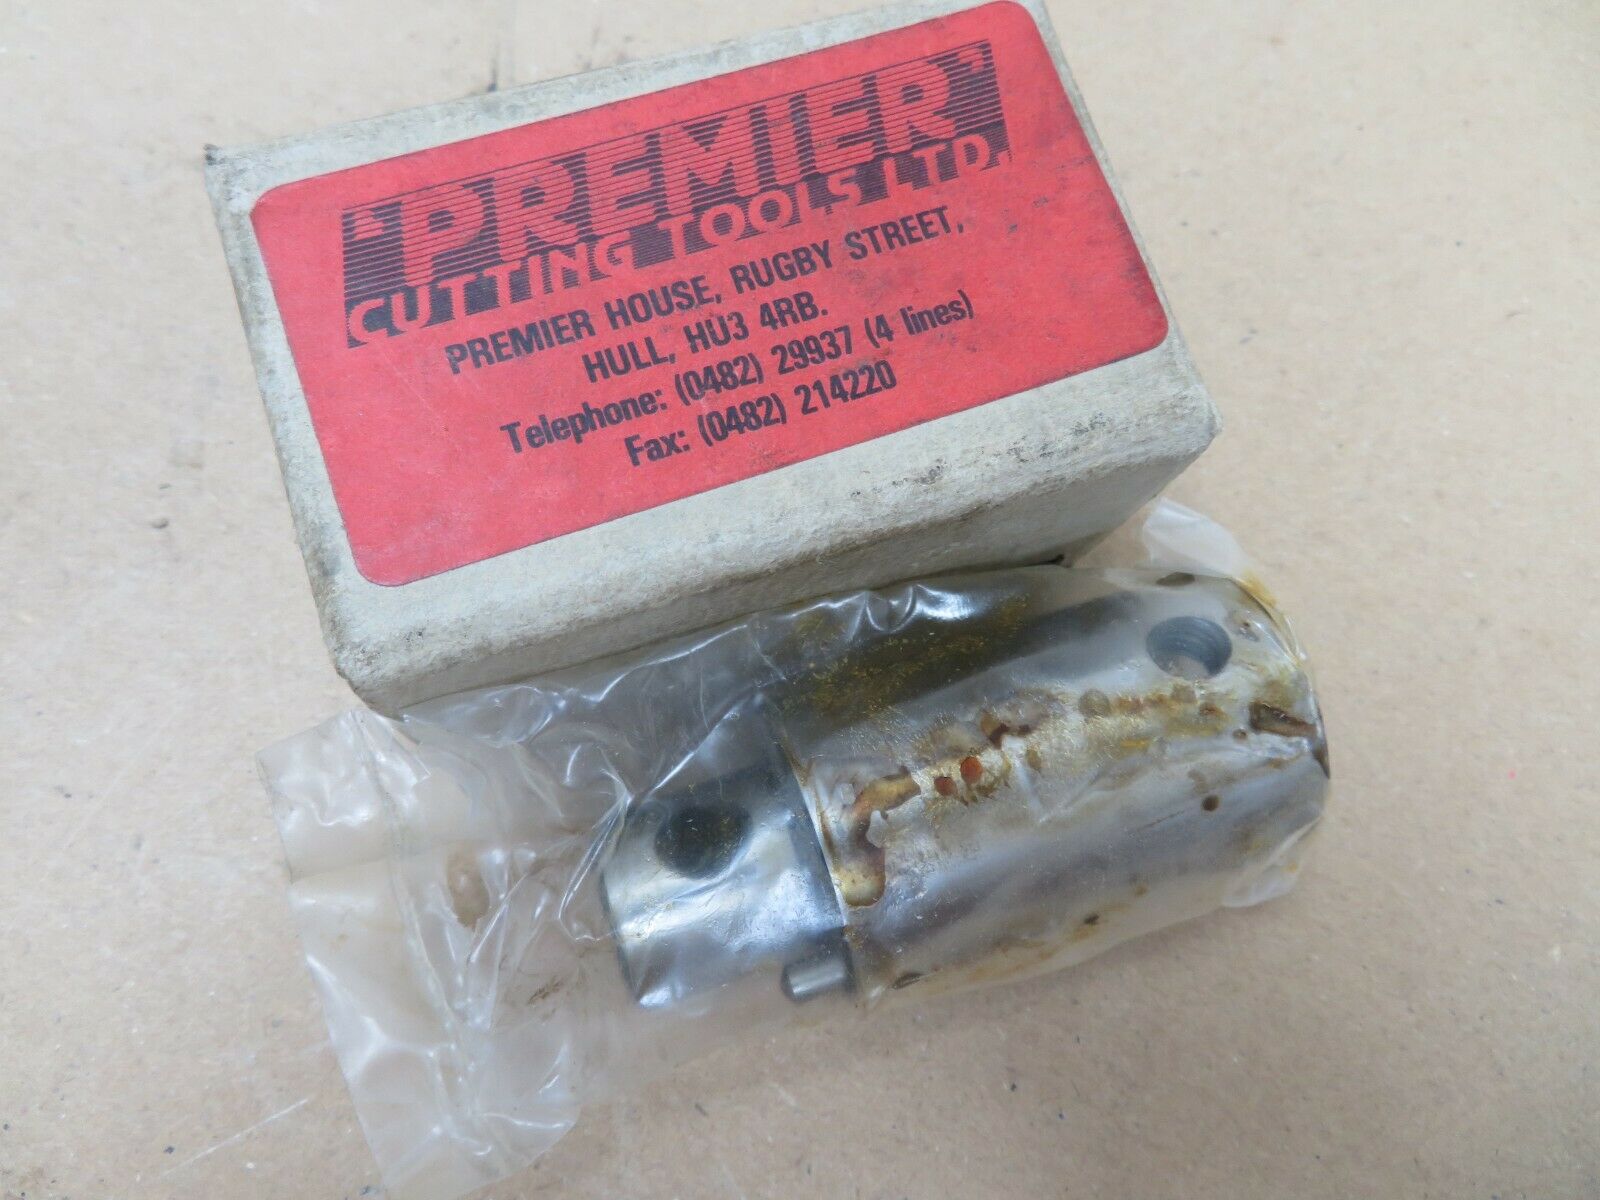 "PREMIER"
CUTTING TOOLS LTD.
PREMIER HOUSE, RUGBY STREET,
HULL, HU3 4RB.
Telephone: (0482) 29937 (4 lines)
Fax: (0482) 214220